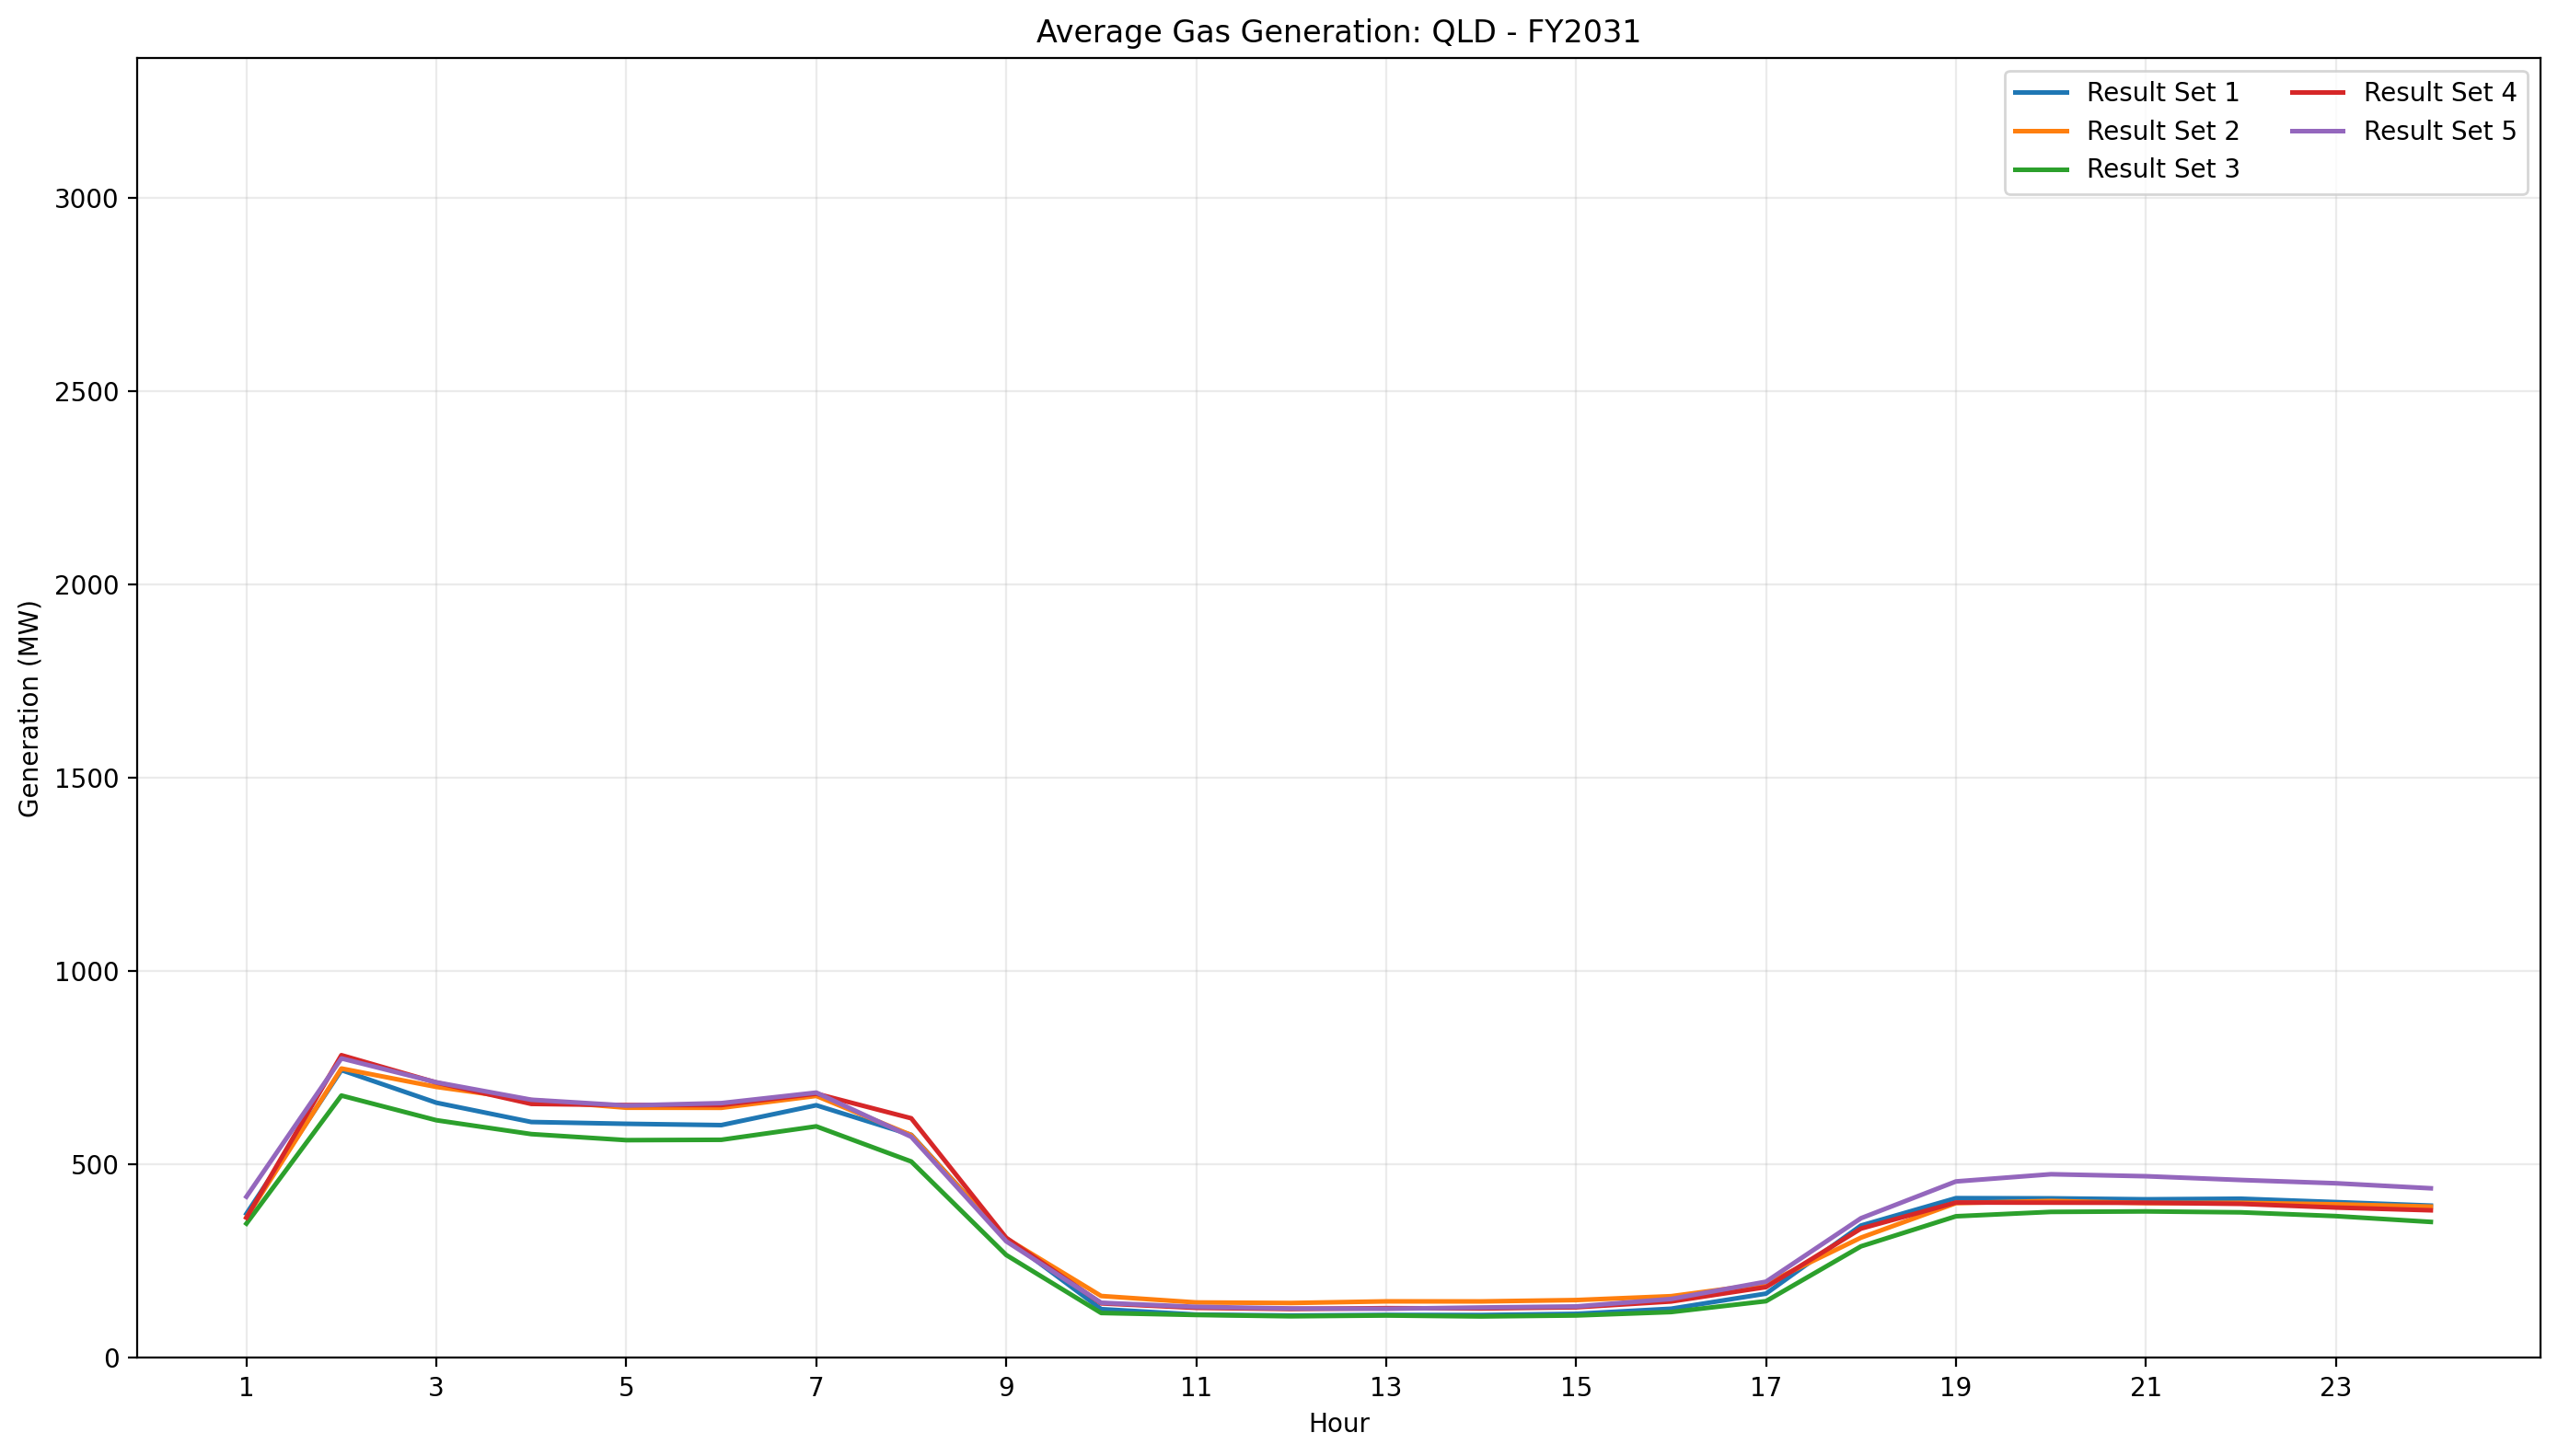 Average Gas Generation: QLD - FY2031
Result Set 1
Result Set 2
Result Set 3
Result Set 4
Result Set 5
Generation (MW)
3000
2500
2000
1500
1000
500
0
1 3 5 7 9 11 13 15 17 19 21 23
Hour